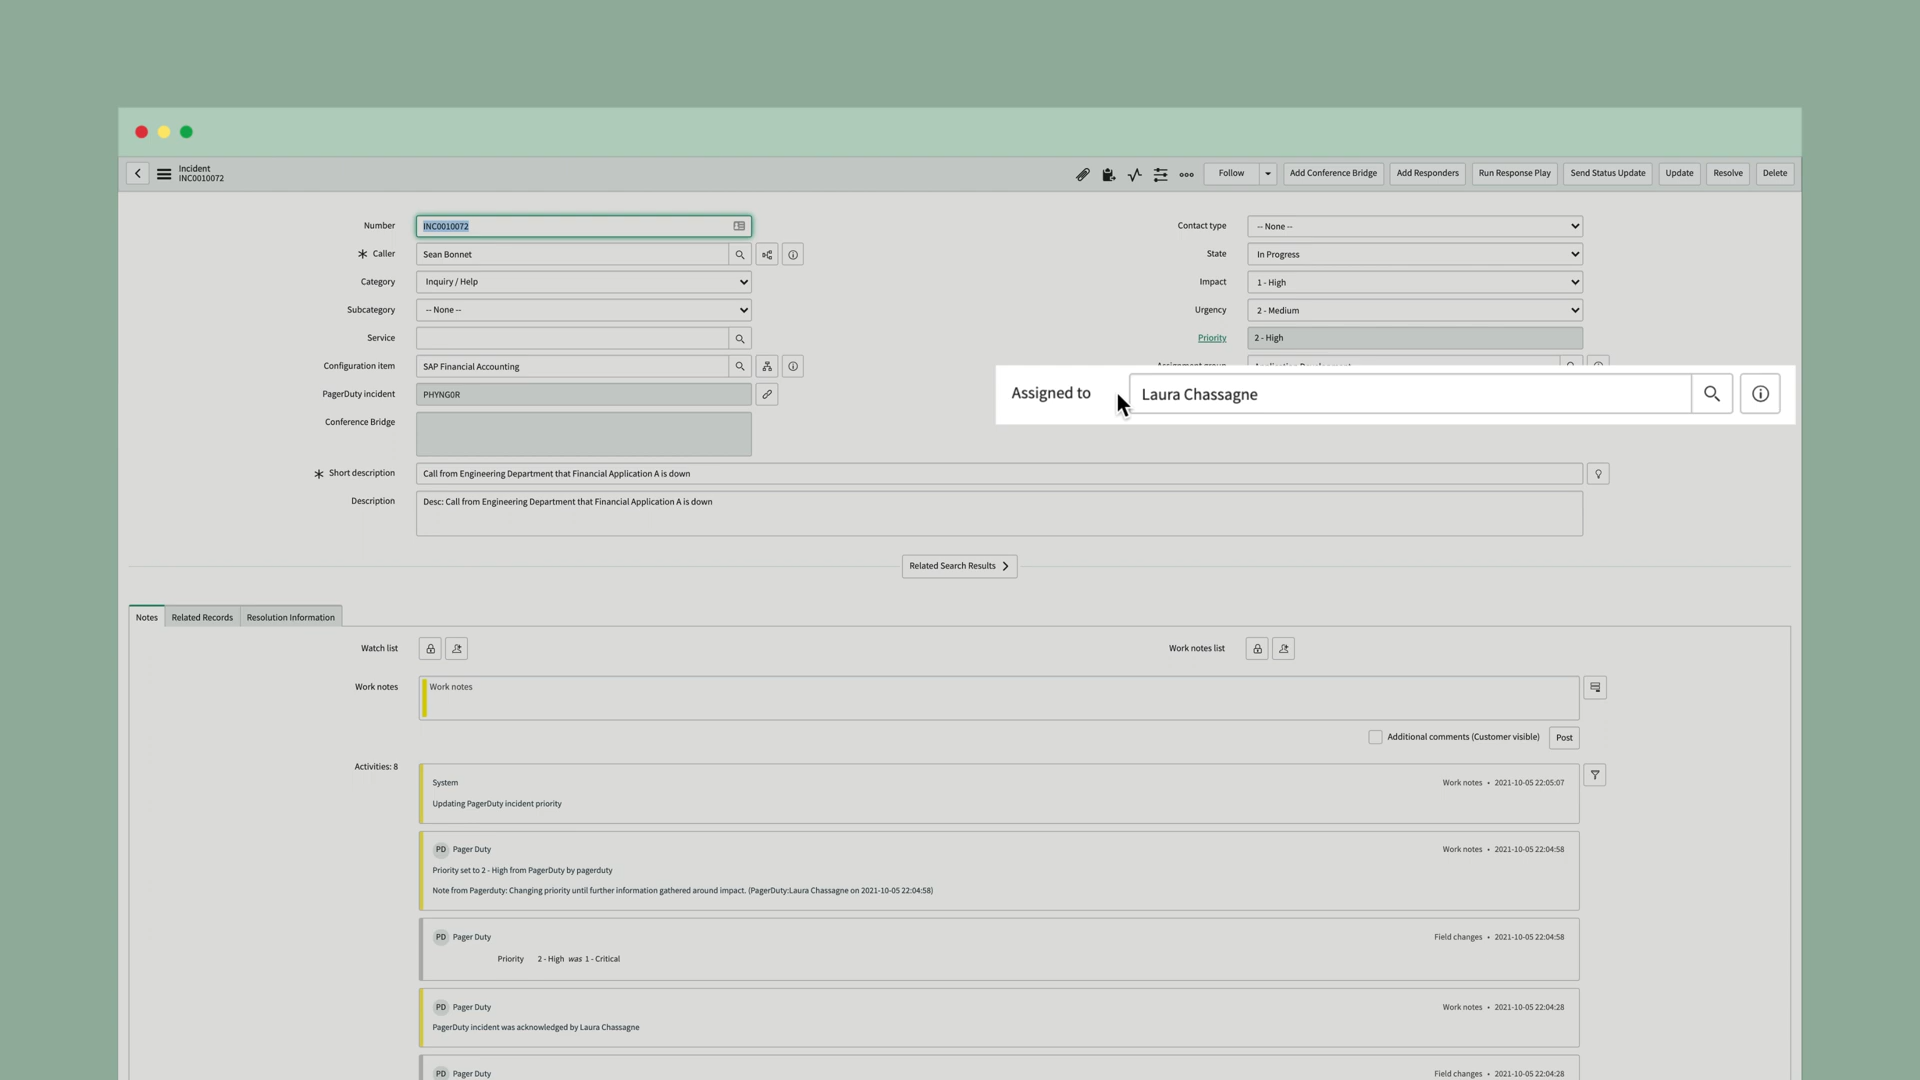 Incident
INC0010072
Follow
Add Conference Bridge
Add Responders
Run Response Play
Send Status Update
Update
Resolve
Delete
Number
INC0010072
Caller
Sean Bonnet
Category
Inquiry / Help
Subcategory
-- None --
Service
Configuration item
SAP Financial Accounting
PagerDuty incident
PHYNG0R
Conference Bridge
Contact type
-- None --
State
In Progress
Impact
1 - High
Urgency
2 - Medium
Priority
2 - High
Assigned to
Laura Chassagne
Short description
Call from Engineering Department that Financial Application A is down
Description
Desc: Call from Engineering Department that Financial Application A is down
Related Search Results
Notes
Related Records
Resolution Information
Watch list
Work notes list
Work notes
Work notes
Additional comments (Customer visible)
Post
Activities: 8
System
Work notes • 2021-10-05 22:05:07
Updating PagerDuty incident priority
PD Pager Duty
Work notes • 2021-10-05 22:04:58
Priority set to 2 - High from PagerDuty by pagerduty
Note from Pagerduty: Changing priority until further information gathered around impact. (PagerDuty:Laura Chassagne on 2021-10-05 22:04:58)
PD Pager Duty
Field changes • 2021-10-05 22:04:58
Priority 2 - High was 1 - Critical
PD Pager Duty
Work notes • 2021-10-05 22:04:28
PagerDuty incident was acknowledged by Laura Chassagne
PD Pager Duty
Field changes • 2021-10-05 22:04:28